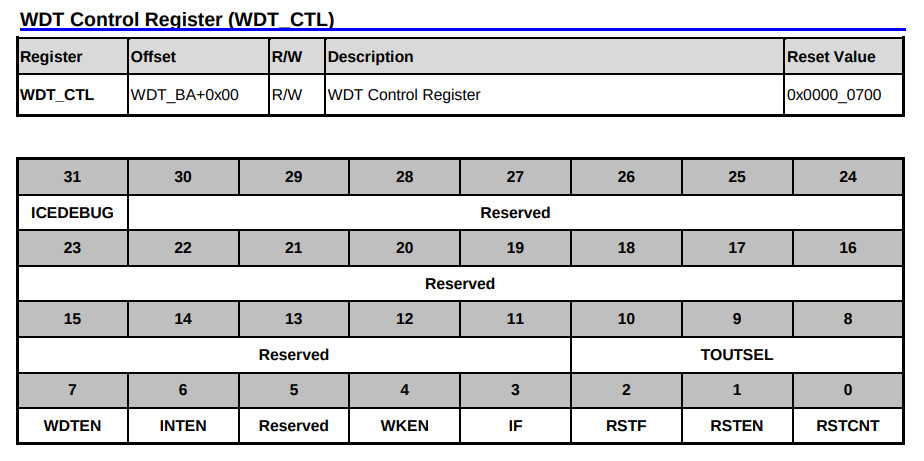 WDT Control Register (WDT_CTL)
Register Offset R/W Description Reset Value
WDT_CTL WDT_BA+0x00 R/W WDT Control Register 0x0000_0700
31 30 29 28 27 26 25 24
ICEDEBUG Reserved
23 22 21 20 19 18 17 16
Reserved
15 14 13 12 11 10 9 8
Reserved TOUTSEL
7 6 5 4 3 2 1 0
WDTEN INTEN Reserved WKEN IF RSTF RSTEN RSTCNT